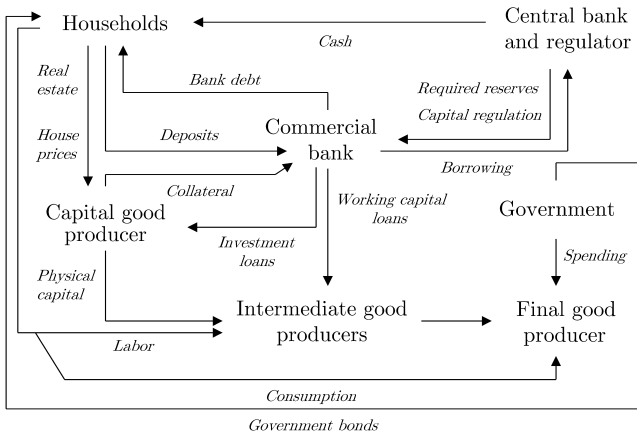 Households
Central bank
and regulator
Cash
Real
estate
Bank debt
Required reserves
Capital regulation
House
prices
Deposits
Commercial
bank
Borrowing
Collateral
Working capital
loans
Capital good
producer
Government
Investment
loans
Spending
Physical
capital
Intermediate good
producers
Final good
producer
Labor
Consumption
Government bonds